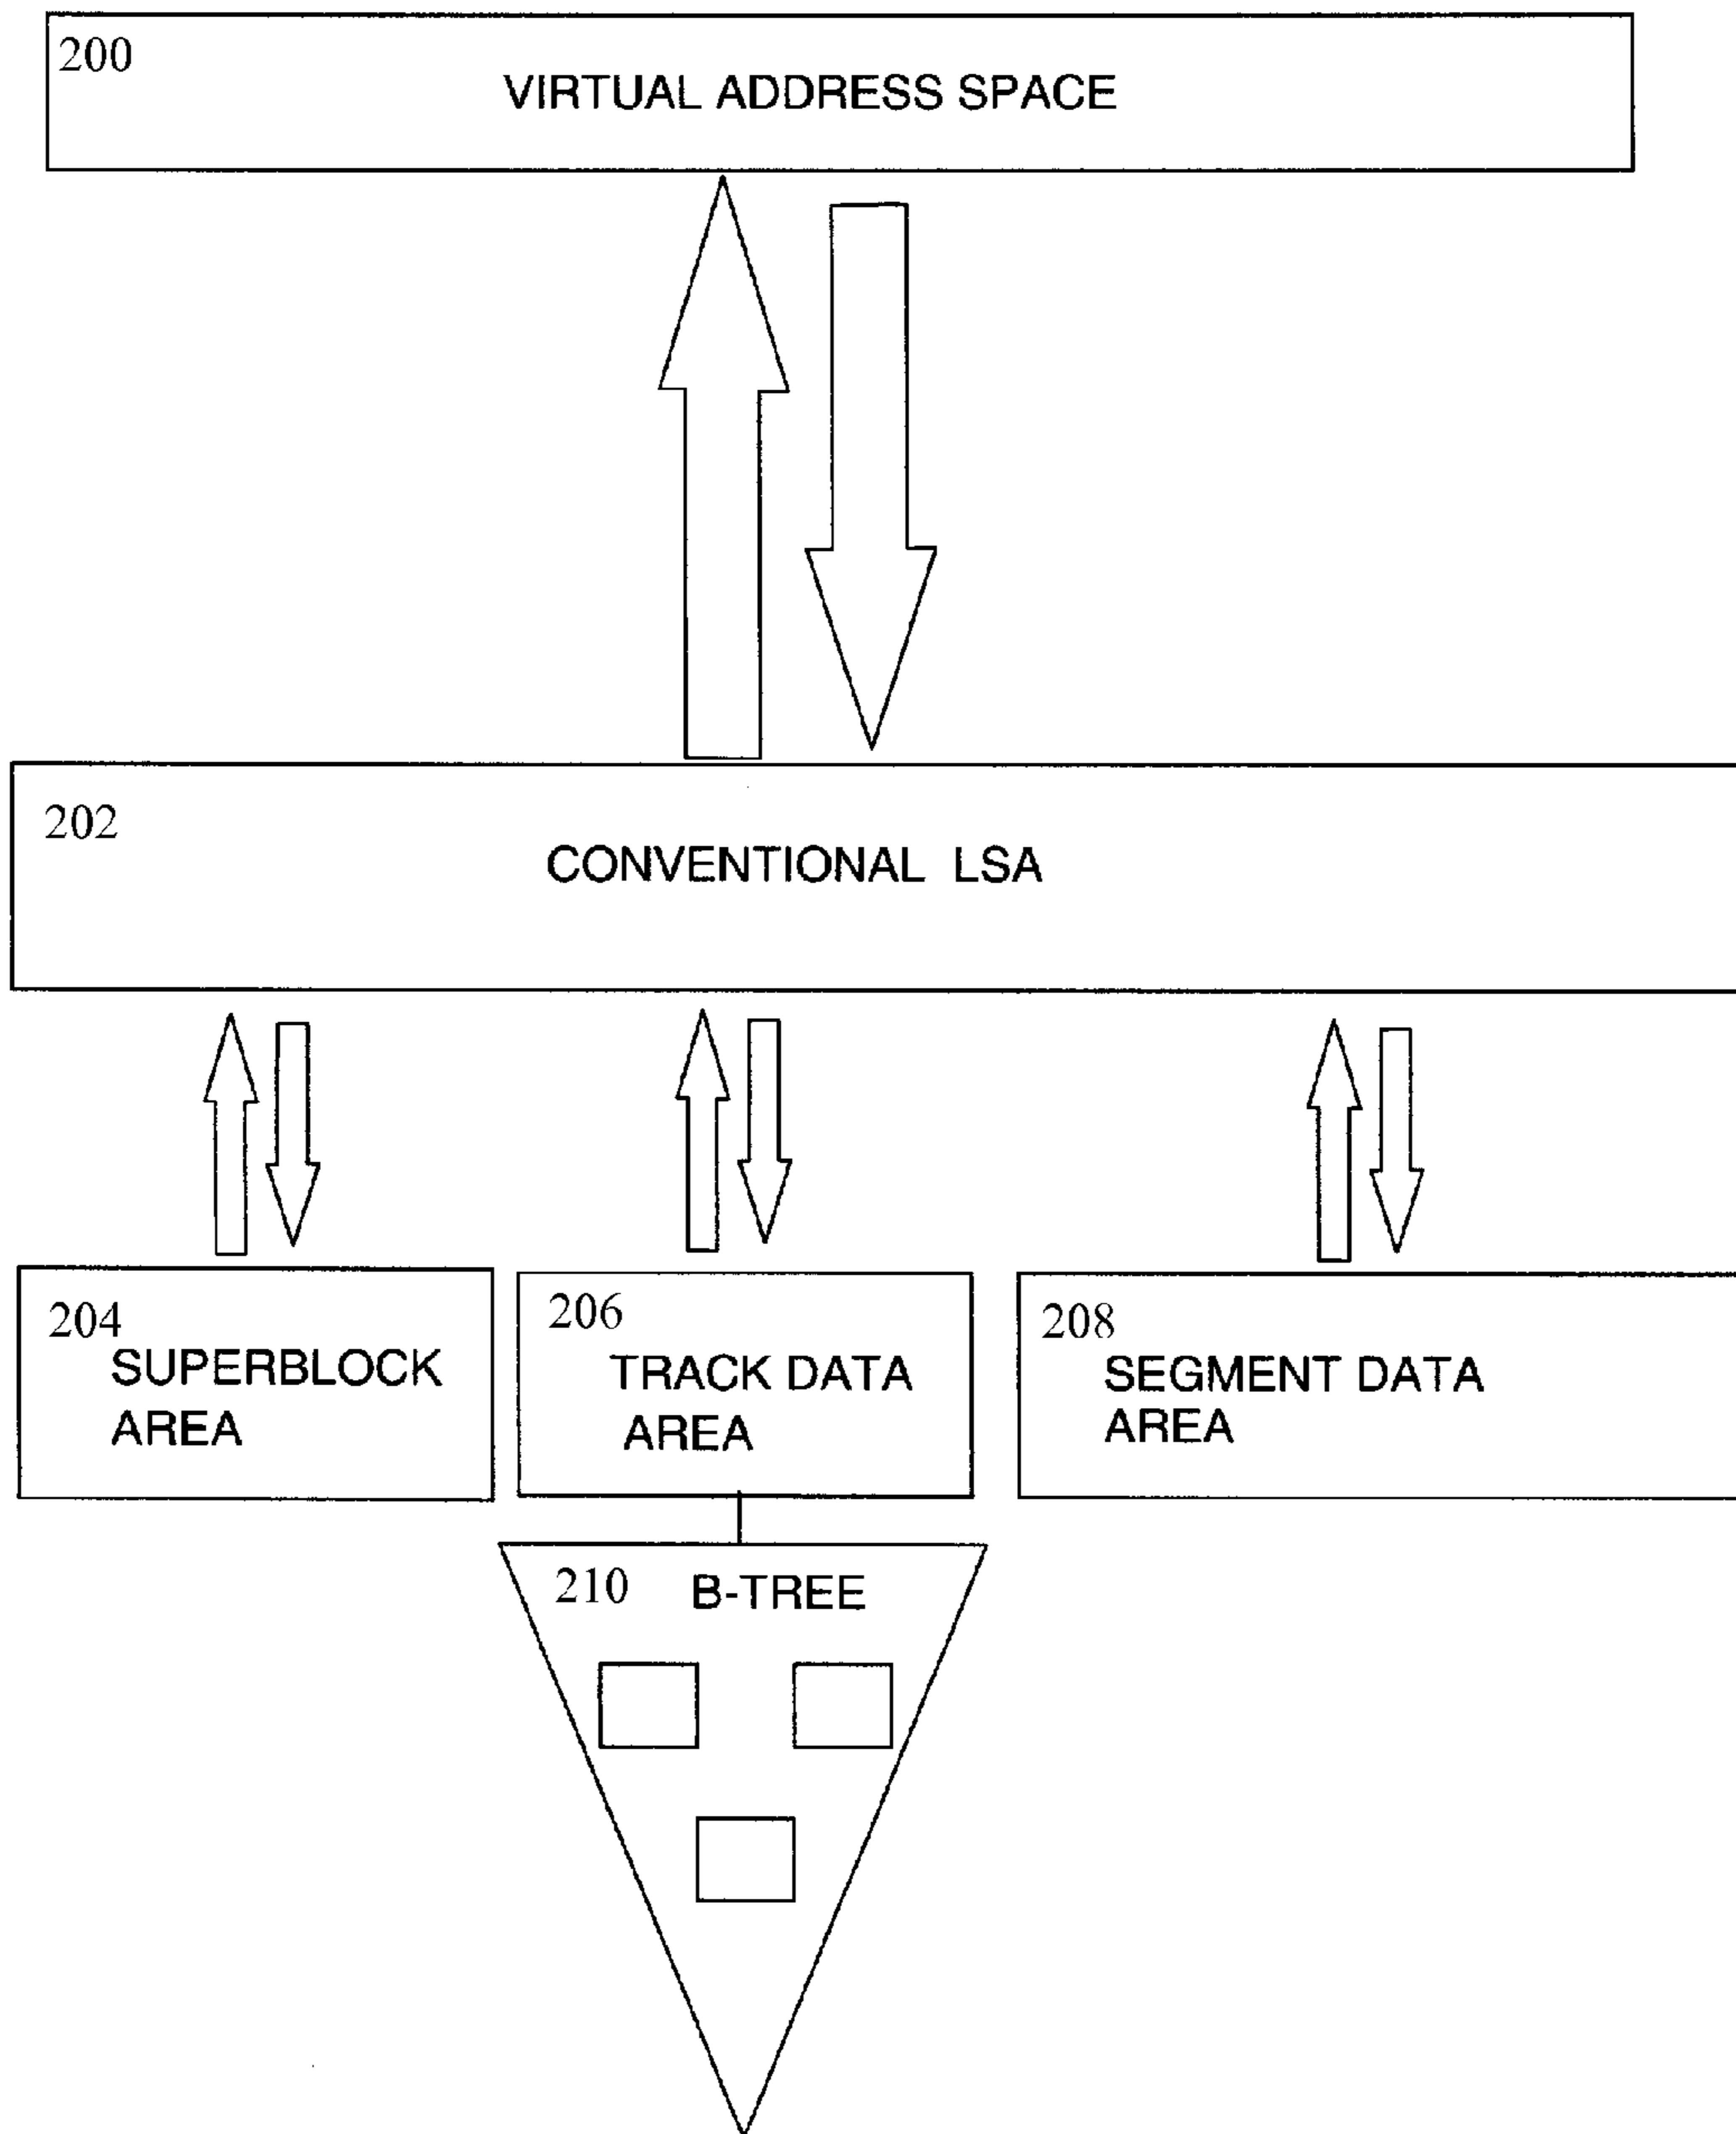 200
VIRTUAL ADDRESS SPACE
202
CONVENTIONAL LSA
204
SUPERBLOCK
AREA
206
TRACK DATA
AREA
208
SEGMENT DATA
AREA
210 B-TREE